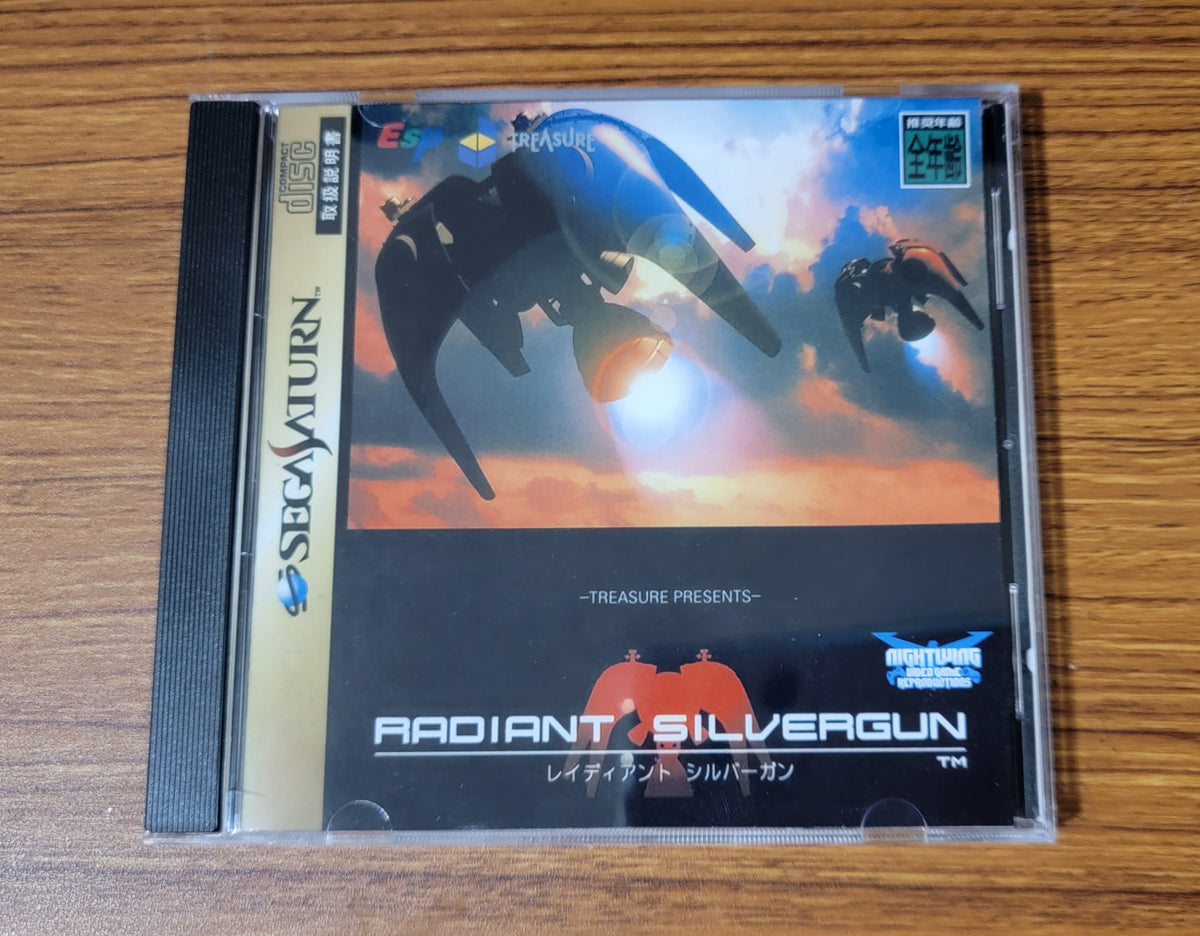 COMPACT
disc
取扱説明書
SEGA SATURN™
ESP
TREASURE
推奨年齢
全年齢
–TREASURE PRESENTS–
NIGHTWING
VIDEO GAME
REPRODUCTIONS
RADIANT SILVERGUN
TM
レイディアント シルバーガン